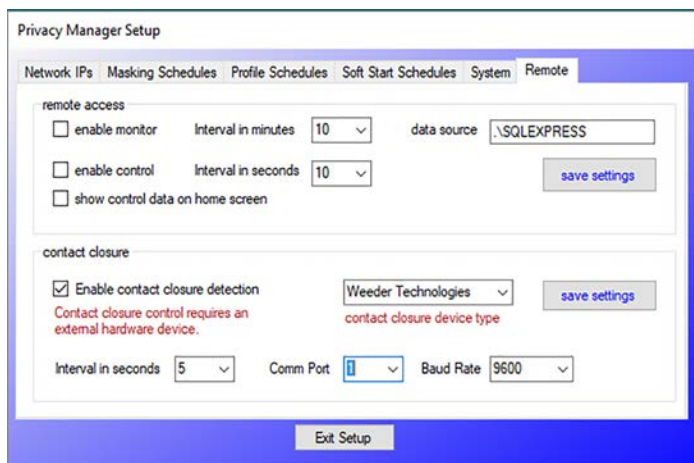 Privacy Manager Setup
Network IPs Masking Schedules Profile Schedules Soft Start Schedules System Remote
remote access
enable monitor Interval in minutes 10 data source .\SQLEXPRESS
enable control Interval in seconds 10 save settings
show control data on home screen
contact closure
Enable contact closure detection Weeder Technologies save settings
Contact closure control requires an contact closure device type
external hardware device.
Interval in seconds 5 Comm Port 1 Baud Rate 9600
Exit Setup